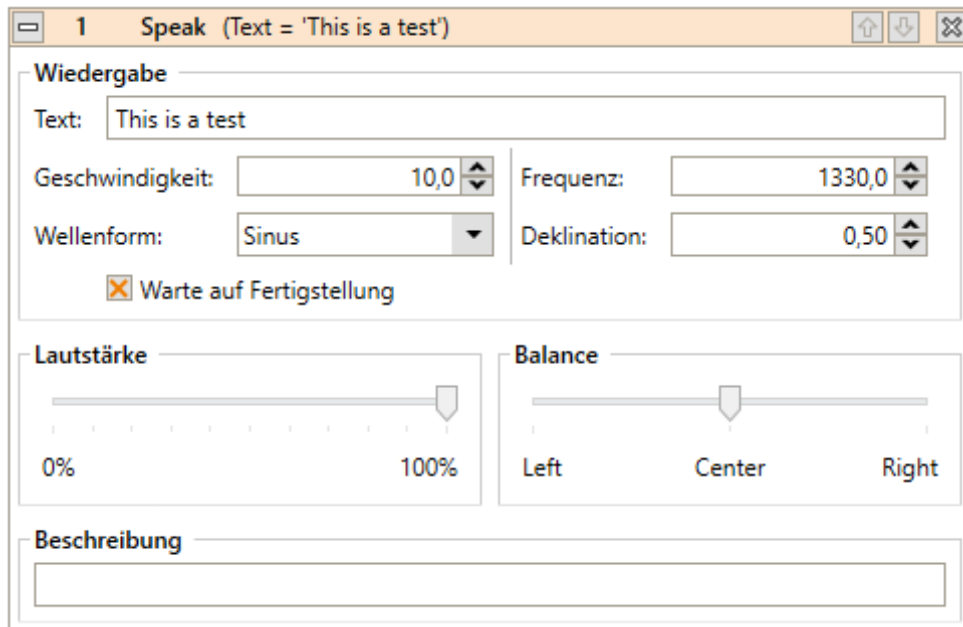 1 Speak (Text = 'This is a test')
Wiedergabe
Text: This is a test
Geschwindigkeit: 10,0 Frequenz: 1330,0
Wellenform: Sinus Deklination: 0,50
Warte auf Fertigstellung
Lautstärke Balance
0% 100% Left Center Right
Beschreibung